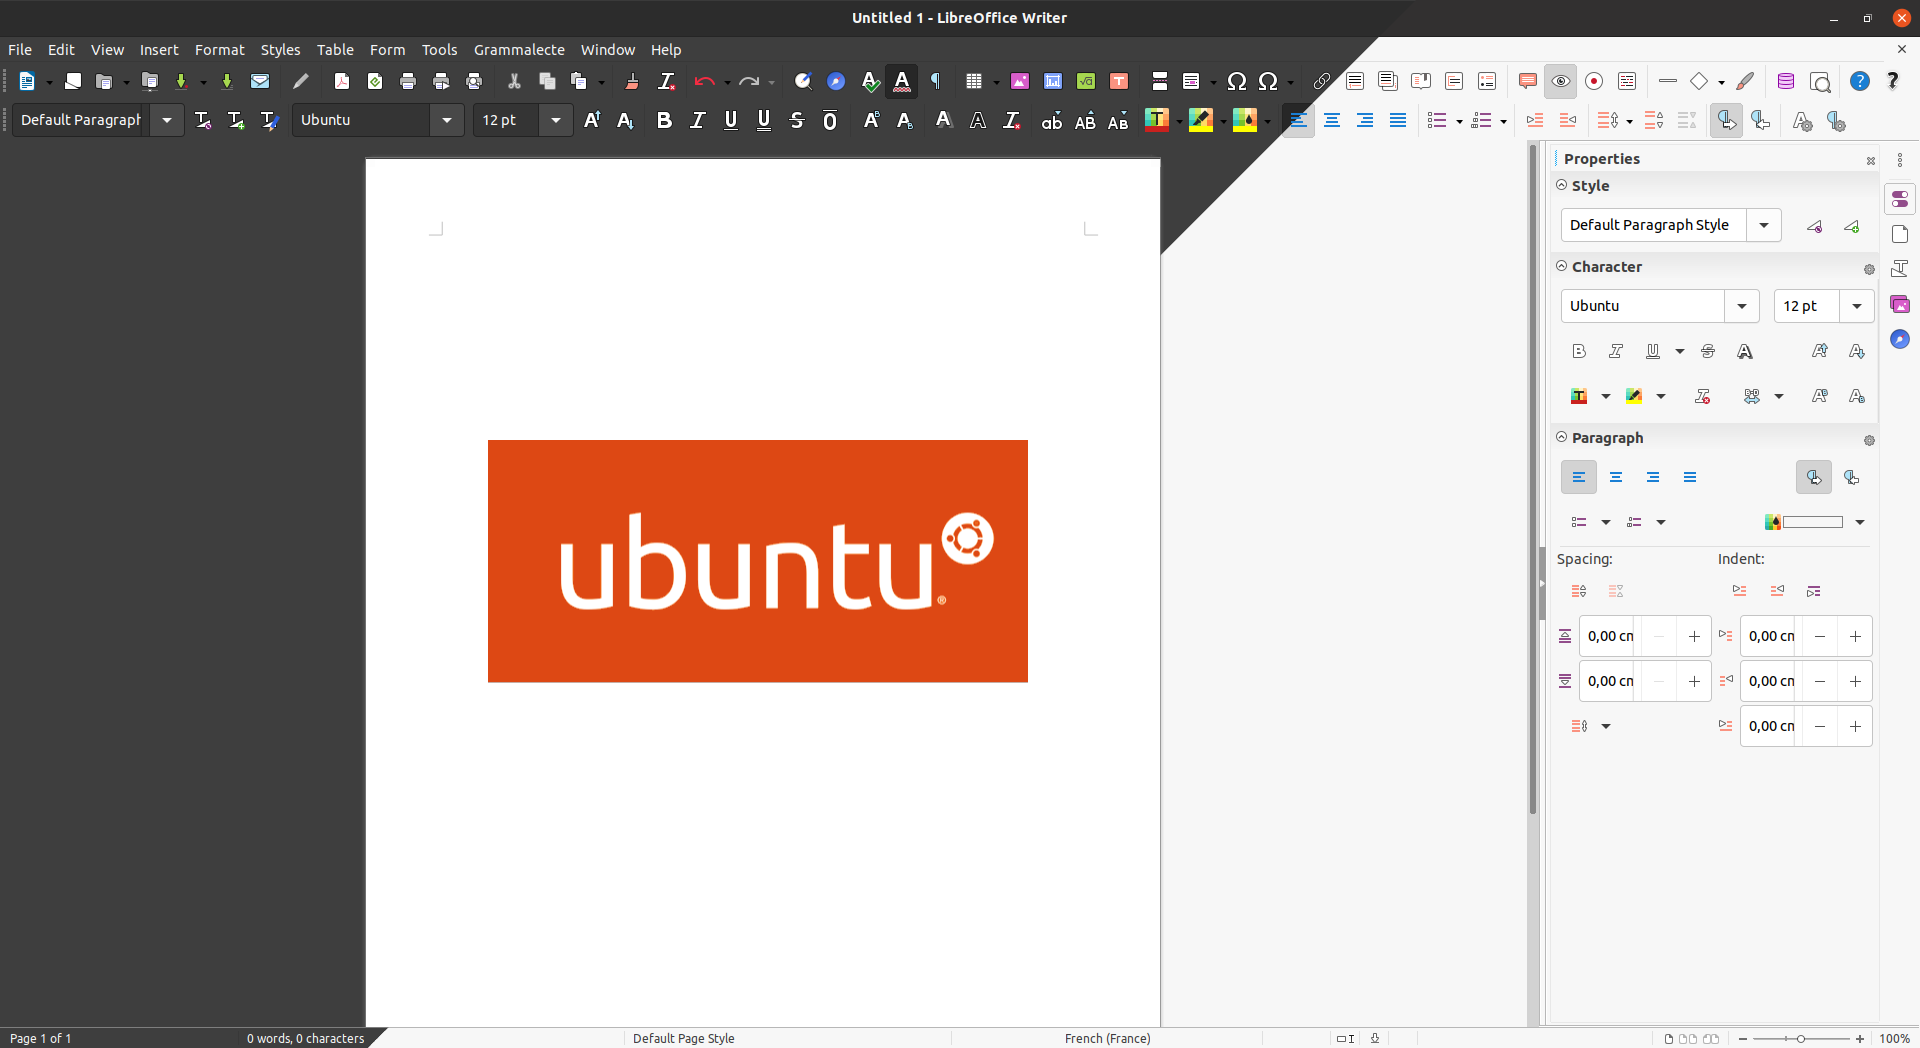 Untitled 1 - LibreOffice Writer
File Edit View Insert Format Styles Table Form Tools Grammalecte Window Help
Default Paragraph Ubuntu 12 pt
Properties
Style
Default Paragraph Style
Character
Ubuntu 12 pt
Paragraph
Spacing: Indent:
0,00 cm 0,00 cm
0,00 cm 0,00 cm
0,00 cm
ubuntu®
Page 1 of 1 0 words, 0 characters Default Page Style French (France) 100%